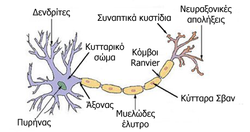 Δενδρίτες
Συναπτικά κυστίδια
Νευραξονικές
απολήξεις
Κυτταρικό
σώμα
Κόμβοι
Ranvier
Κύτταρα Σβαν
Άξονας
Μυελώδες
έλυτρο
Πυρήνας